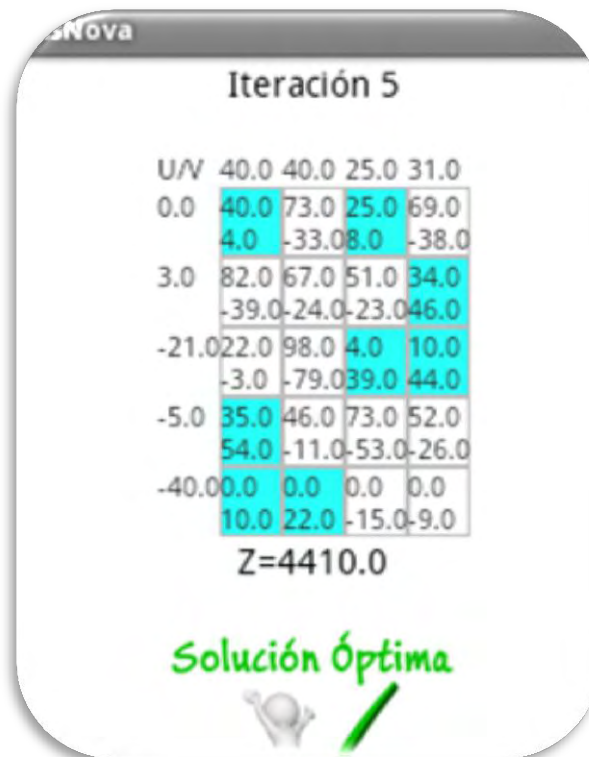 Nova
Iteración 5
U/V 40.0 40.0 25.0 31.0
0.0 40.0 73.0 25.0 69.0
4.0 -33.0 8.0 -38.0
3.0 82.0 67.0 51.0 34.0
-39.0 -24.0 -23.0 46.0
-21.0 22.0 98.0 4.0 10.0
-3.0 -79.0 39.0 44.0
-5.0 35.0 46.0 73.0 52.0
54.0 -11.0 -53.0 -26.0
-40.0 0.0 0.0 0.0 0.0
10.0 22.0 -15.0 -9.0
Z=4410.0
Solución Óptima